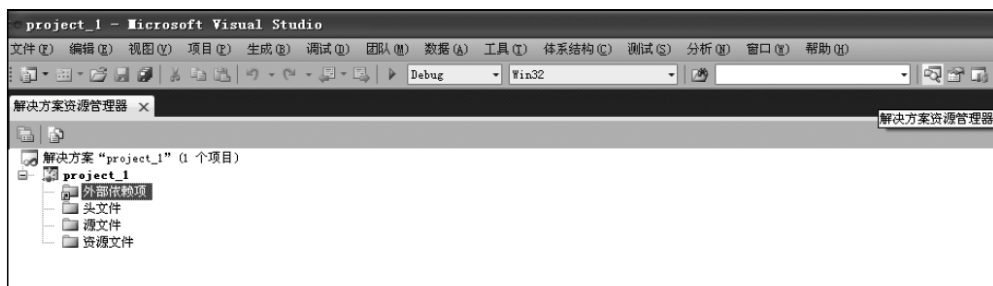 project_1 - Microsoft Visual Studio
文件(F) 编辑(E) 视图(V) 项目(P) 生成(B) 调试(D) 团队(M) 数据(A) 工具(T) 体系结构(C) 测试(S) 分析(N) 窗口(W) 帮助(H)
Debug Win32
解决方案资源管理器
解决方案资源管理器
解决方案“project_1”(1 个项目)
project_1
外部依赖项
头文件
源文件
资源文件